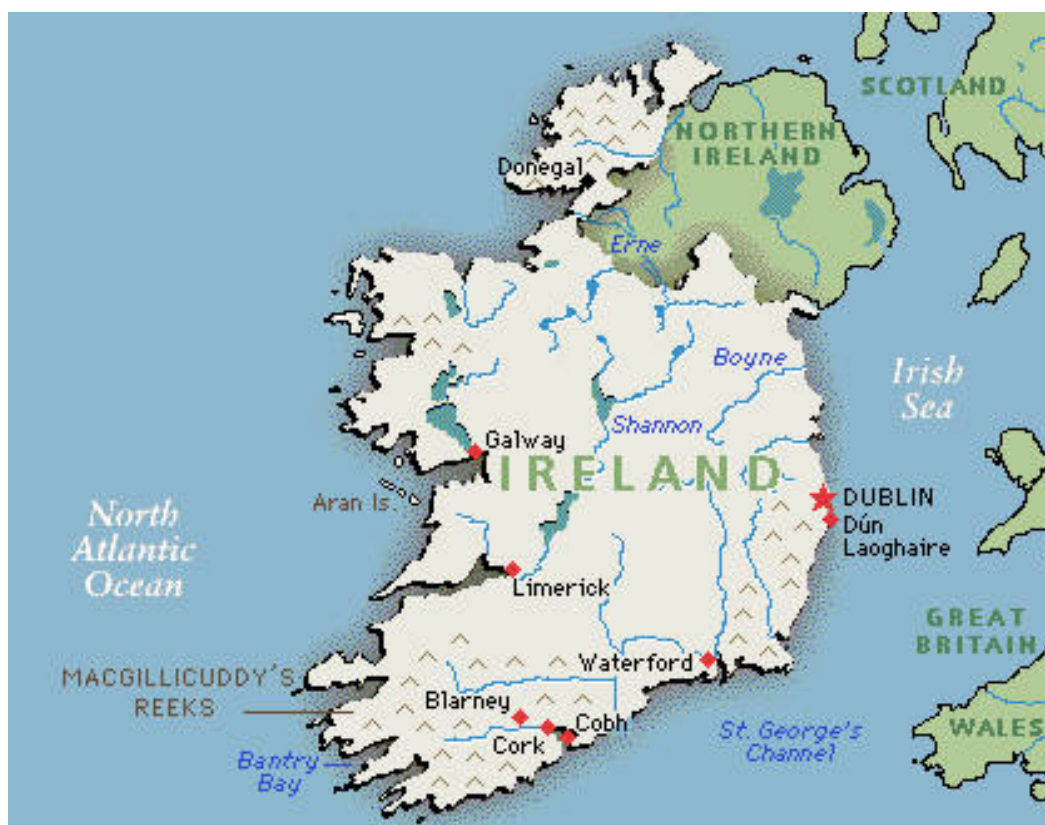 SCOTLAND
NORTHERN
IRELAND
Donegal
Erne
Boyne
Irish
Sea
Shannon
Galway
IRELAND
Aran Is.
DUBLIN
Dún
Laoghaire
North
Atlantic
Ocean
Limerick
GREAT
BRITAIN
Waterford
MACGILLICUDDY'S
REEKS
Blarney
Cobh
Cork
St. George's
Channel
WALES
Bantry
Bay